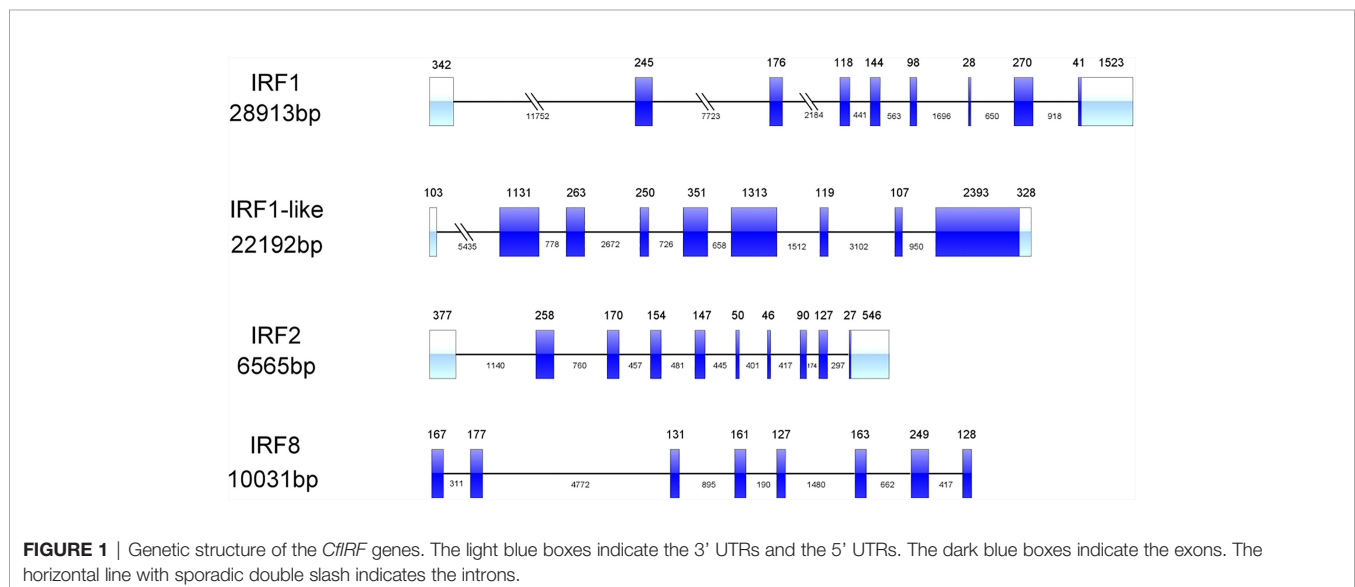 342 245 176 118 144 98 28 270 41 1523
IRF1
28913bp
11752 7723 2184 441 563 1696 650 918
103 1131 263 250 351 1313 119 107 2393 328
IRF1-like
22192bp
5435 778 2672 726 658 1512 3102 950
377 258 170 154 147 50 46 90 127 27 546
IRF2
6565bp
1140 760 457 481 445 401 417 174 297
167 177 131 161 127 163 249 128
IRF8
10031bp
311 4772 895 190 1480 662 417
FIGURE 1 | Genetic structure of the CfIRF genes. The light blue boxes indicate the 3’ UTRs and the 5’ UTRs. The dark blue boxes indicate the exons. The
horizontal line with sporadic double slash indicates the introns.